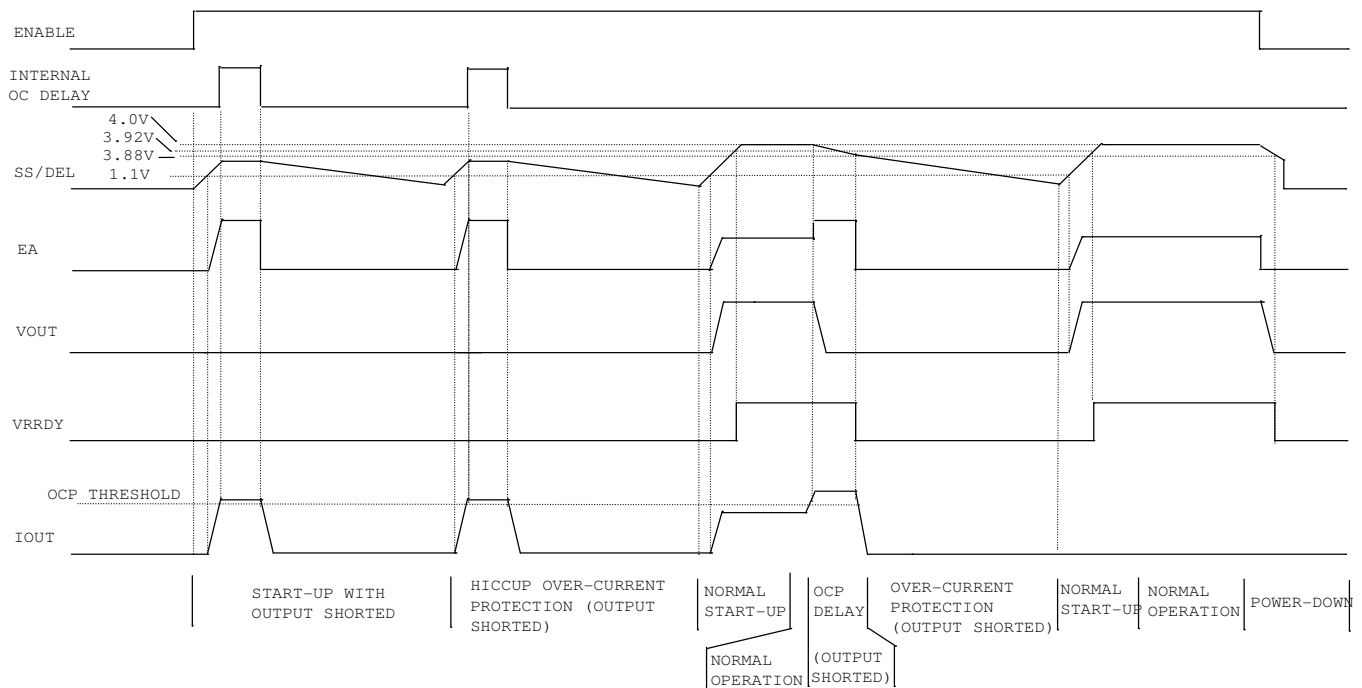 ENABLE
INTERNAL
OC DELAY
4.0V
3.92V
3.88V
SS/DEL
1.1V
EA
VOUT
VRRDY
OCP THRESHOLD
IOUT
START-UP WITH
OUTPUT SHORTED
HICCUP OVER-CURRENT
PROTECTION (OUTPUT
SHORTED)
NORMAL
START-UP
NORMAL
OPERATION
OCP
DELAY
(OUTPUT
SHORTED)
OVER-CURRENT
PROTECTION
(OUTPUT SHORTED)
NORMAL
START-UP
NORMAL
OPERATION
POWER-DOWN